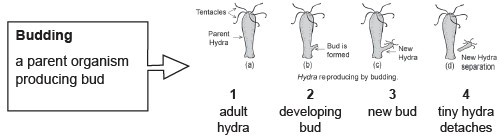 Budding
a parent organism
producing bud
Tentacles
Parent
Hydra
Bud is
formed
New
Hydra
New Hydra
separation
(a)
(b)
(c)
(d)
Hydra reproducing by budding.
1
adult
hydra
2
developing
bud
3
new bud
4
tiny hydra
detaches